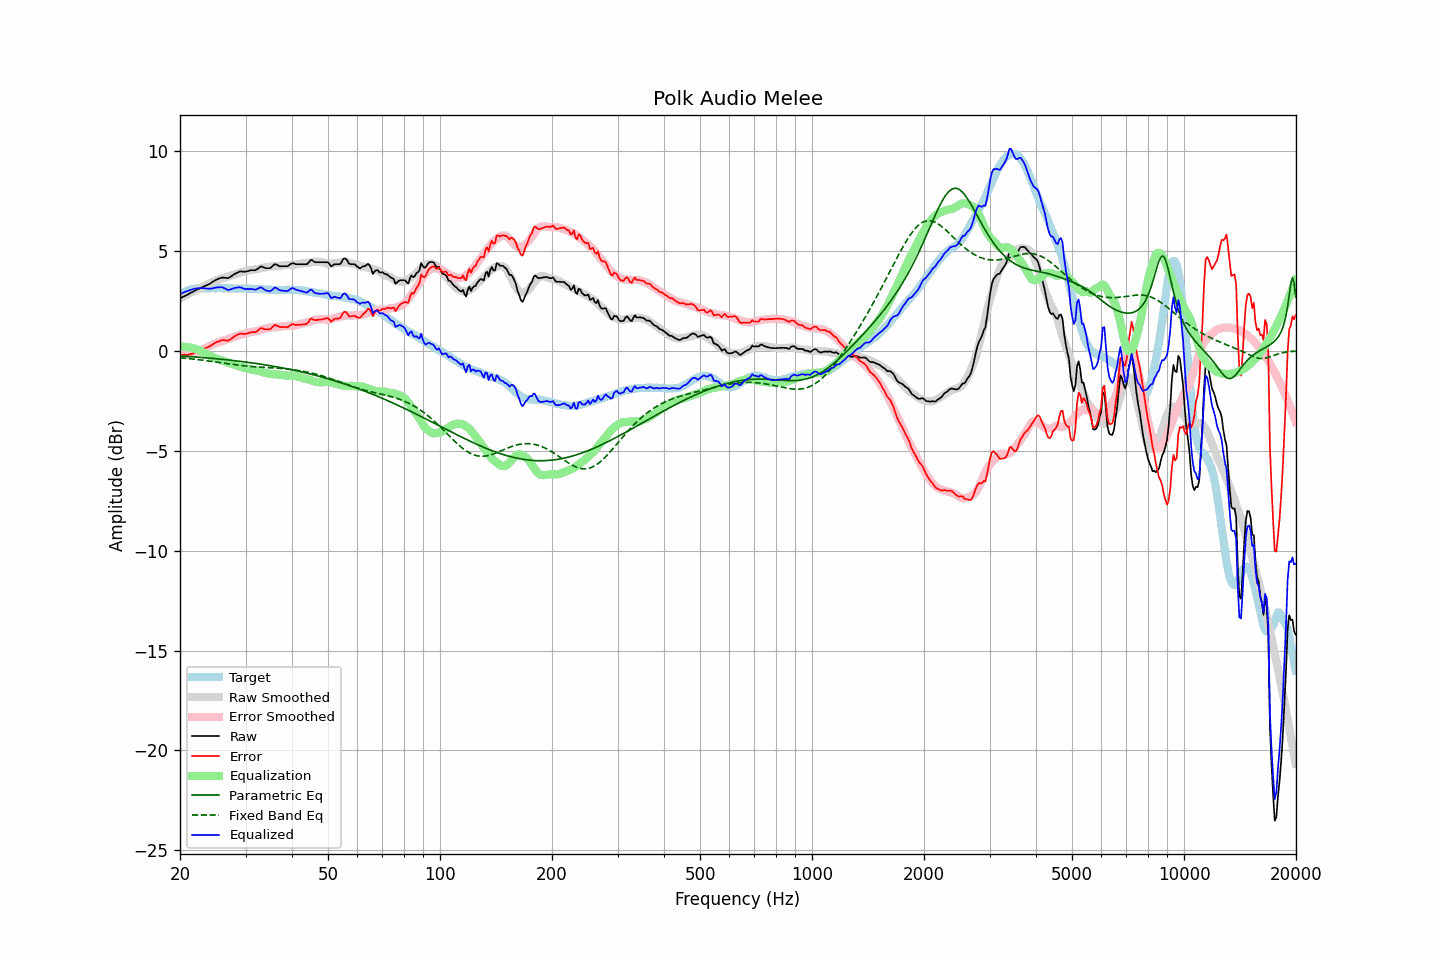 Polk Audio Melee
10
5
0
−5
−10
−15
−20
−25
Amplitude (dBr)
Target
Raw Smoothed
Error Smoothed
Raw
Error
Equalization
Parametric Eq
Fixed Band Eq
Equalized
20 50 100 200 500 1000 2000 5000 10000 20000
Frequency (Hz)